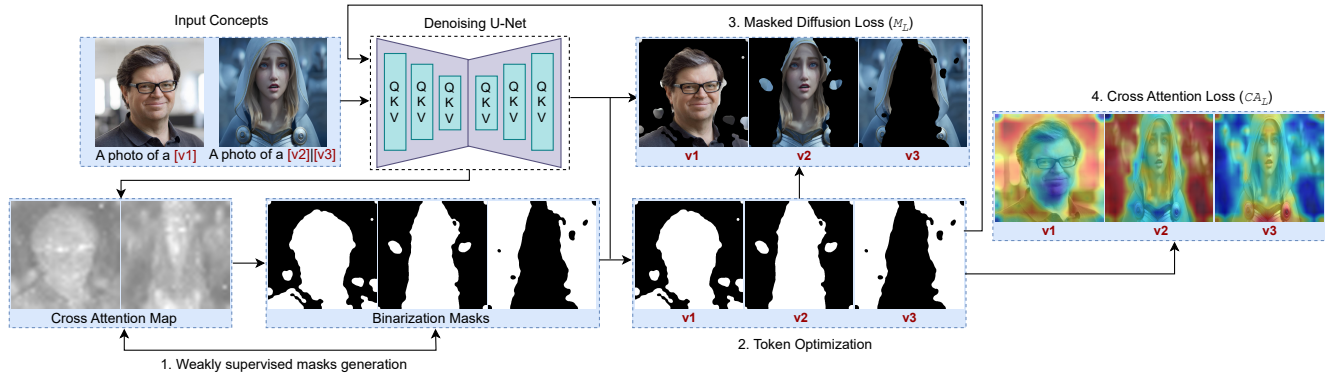 Input Concepts
Denoising U-Net
3. Masked Diffusion Loss (M_L)
Q K V
Q K V
Q K V
Q K V
Q K V
Q K V
A photo of a [v1]
A photo of a [v2]|[v3]
v1
v2
v3
4. Cross Attention Loss (CA_L)
v1
v2
v3
Cross Attention Map
Binarization Masks
v1
v2
v3
1. Weakly supervised masks generation
2. Token Optimization